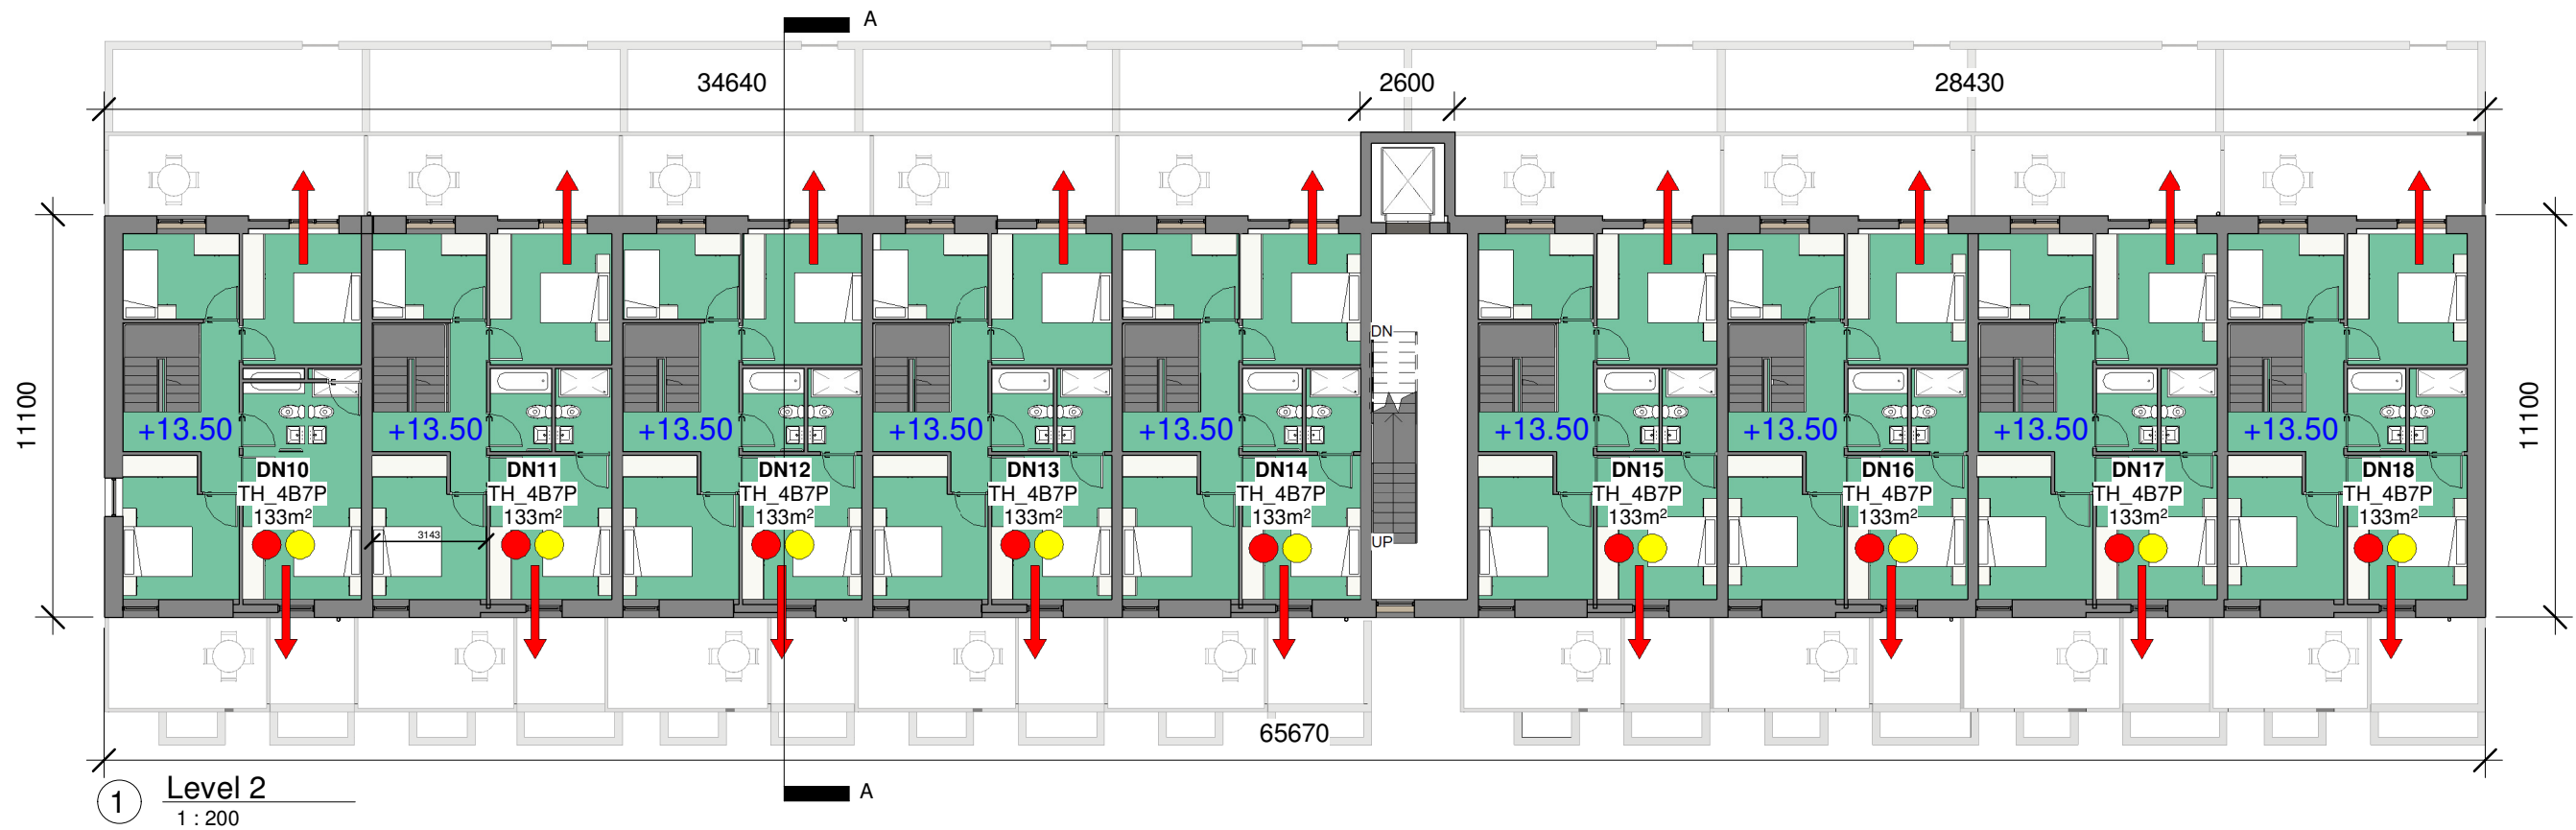 A
34640
2600
28430
11100
11100
DN
+13.50
+13.50
+13.50
+13.50
+13.50
+13.50
+13.50
+13.50
+13.50
DN10
TH_4B7P
133m²
DN11
TH_4B7P
133m²
DN12
TH_4B7P
133m²
DN13
TH_4B7P
133m²
DN14
TH_4B7P
133m²
DN15
TH_4B7P
133m²
DN16
TH_4B7P
133m²
DN17
TH_4B7P
133m²
DN18
TH_4B7P
133m²
3143
UP
65670
A
1
Level 2
1 : 200